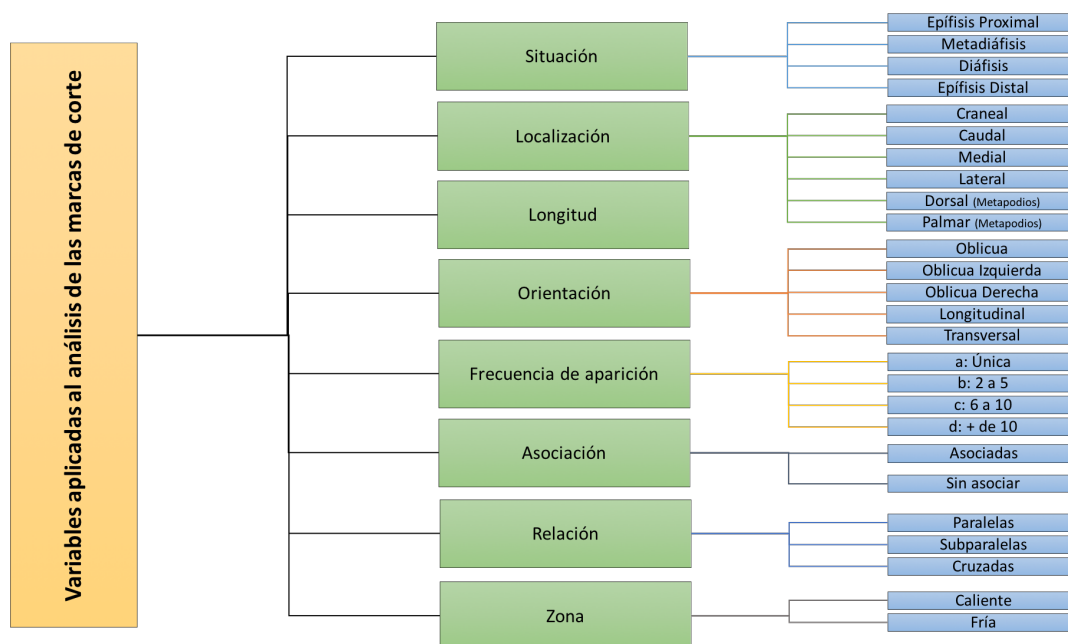 Variables aplicadas al análisis de las marcas de corte
Situación
Epífisis Proximal
Metadiáfisis
Diáfisis
Epífisis Distal
Localización
Craneal
Caudal
Medial
Lateral
Dorsal (Metapodios)
Palmar (Metapodios)
Longitud
Orientación
Oblicua
Oblicua Izquierda
Oblicua Derecha
Longitudinal
Transversal
Frecuencia de aparición
a: Única
b: 2 a 5
c: 6 a 10
d: + de 10
Asociación
Asociadas
Sin asociar
Relación
Paralelas
Subparalelas
Cruzadas
Zona
Caliente
Fría